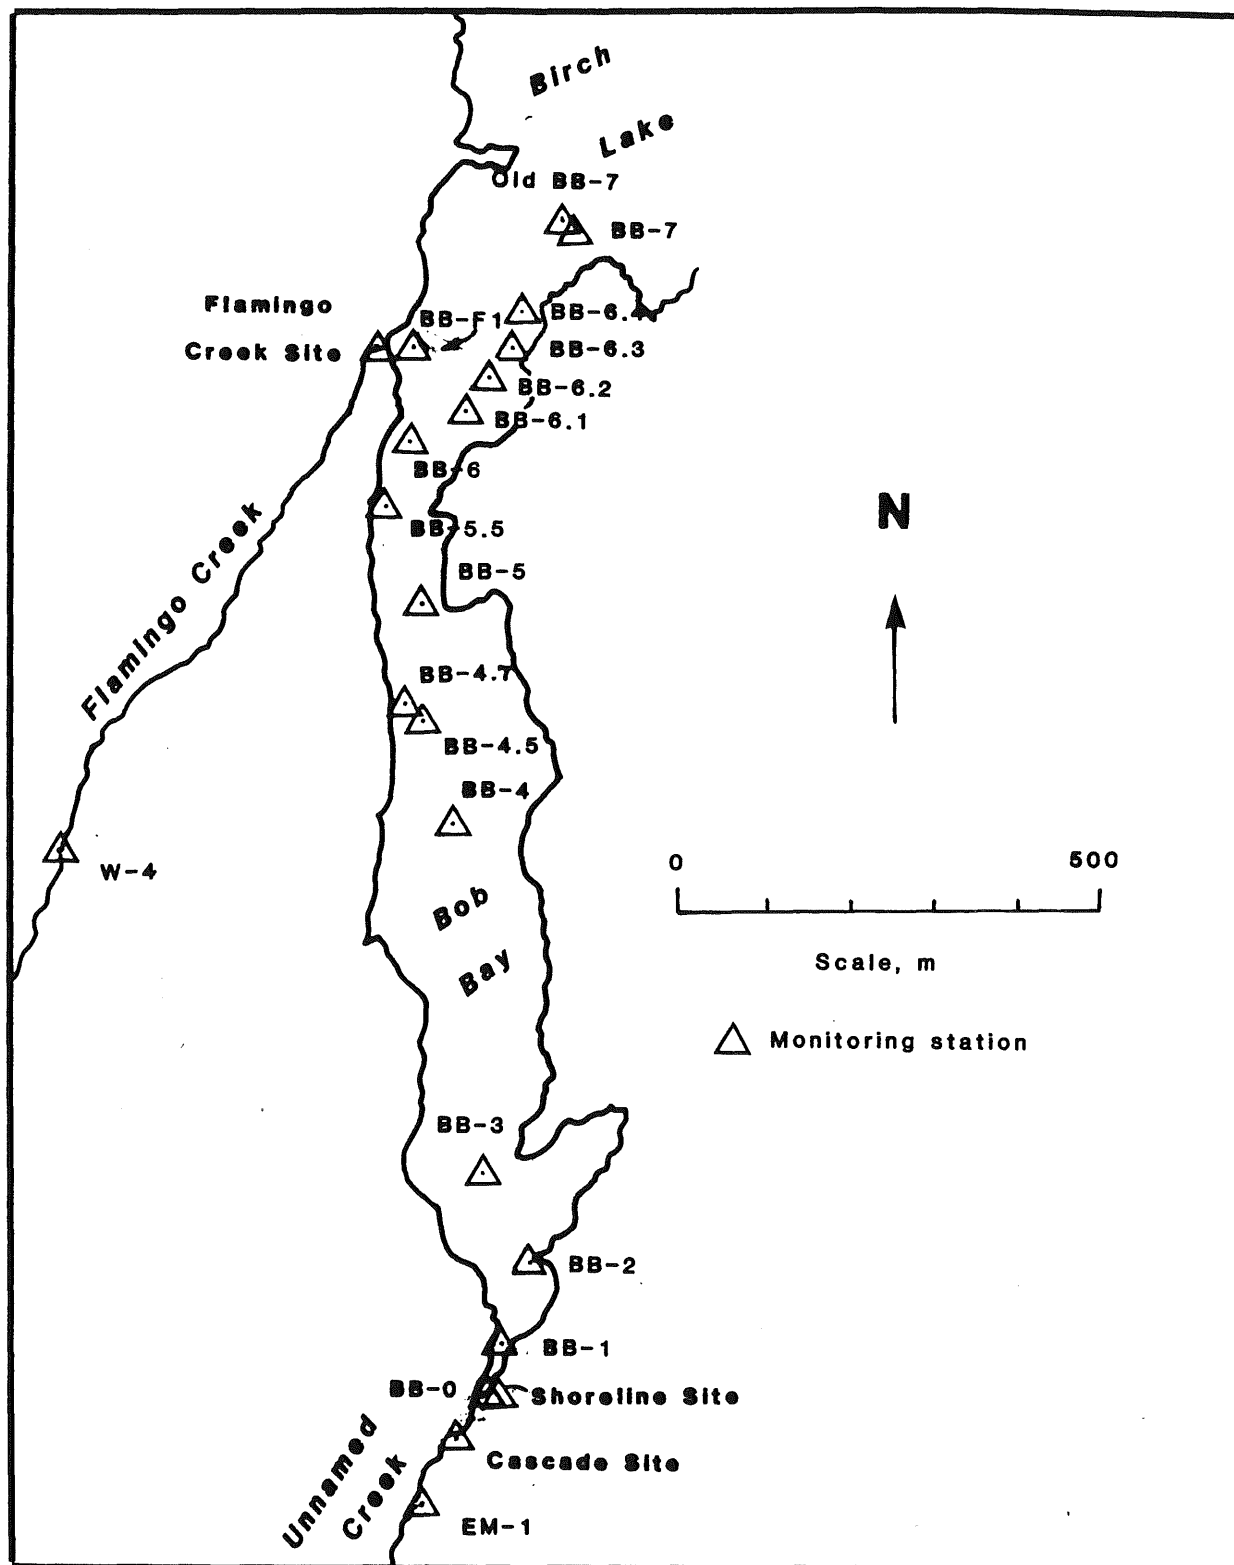 Birch
Lake
Old BB-7
BB-7
Flamingo
Creek Site
BB-F1
BB-6.4
BB-6.3
BB-6.2
BB-6.1
BB-6
BB-5.5
BB-5
Flamingo Creek
N
BB-4.7
BB-4.5
BB-4
W-4
0 500
Scale, m
Bob
Bay
Monitoring station
BB-3
BB-2
BB-1
BB-0
Shoreline Site
Cascade Site
Unnamed
Creek
EM-1